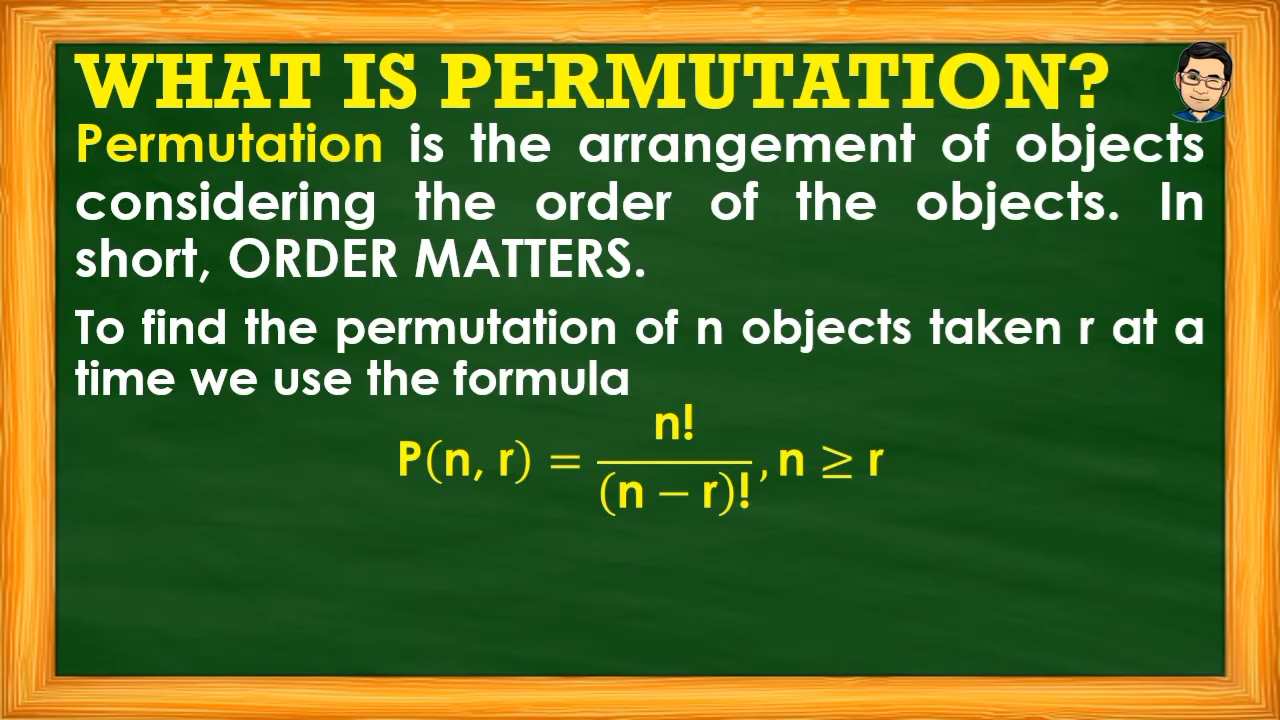 WHAT IS PERMUTATION?
Permutation is the arrangement of objects
considering the order of the objects. In
short, ORDER MATTERS.
To find the permutation of n objects taken r at a
time we use the formula
P(n, r) = n! / (n − r)! , n ≥ r